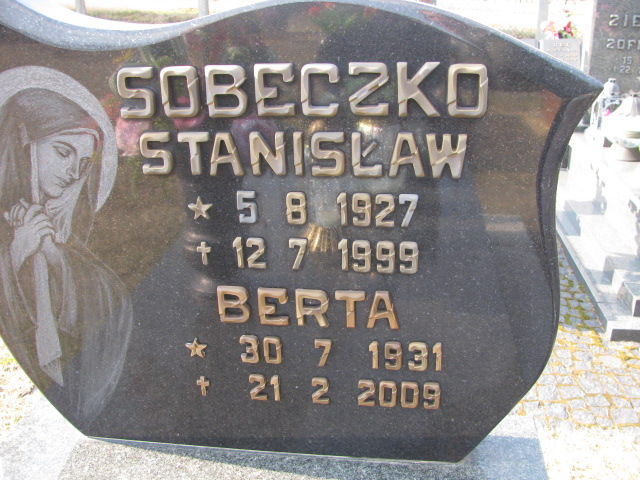 SOBECZKO
STANISŁAW
* 5 8 1927
✝ 12 7 1999
BERTA
* 30 7 1931
✝ 21 2 2009